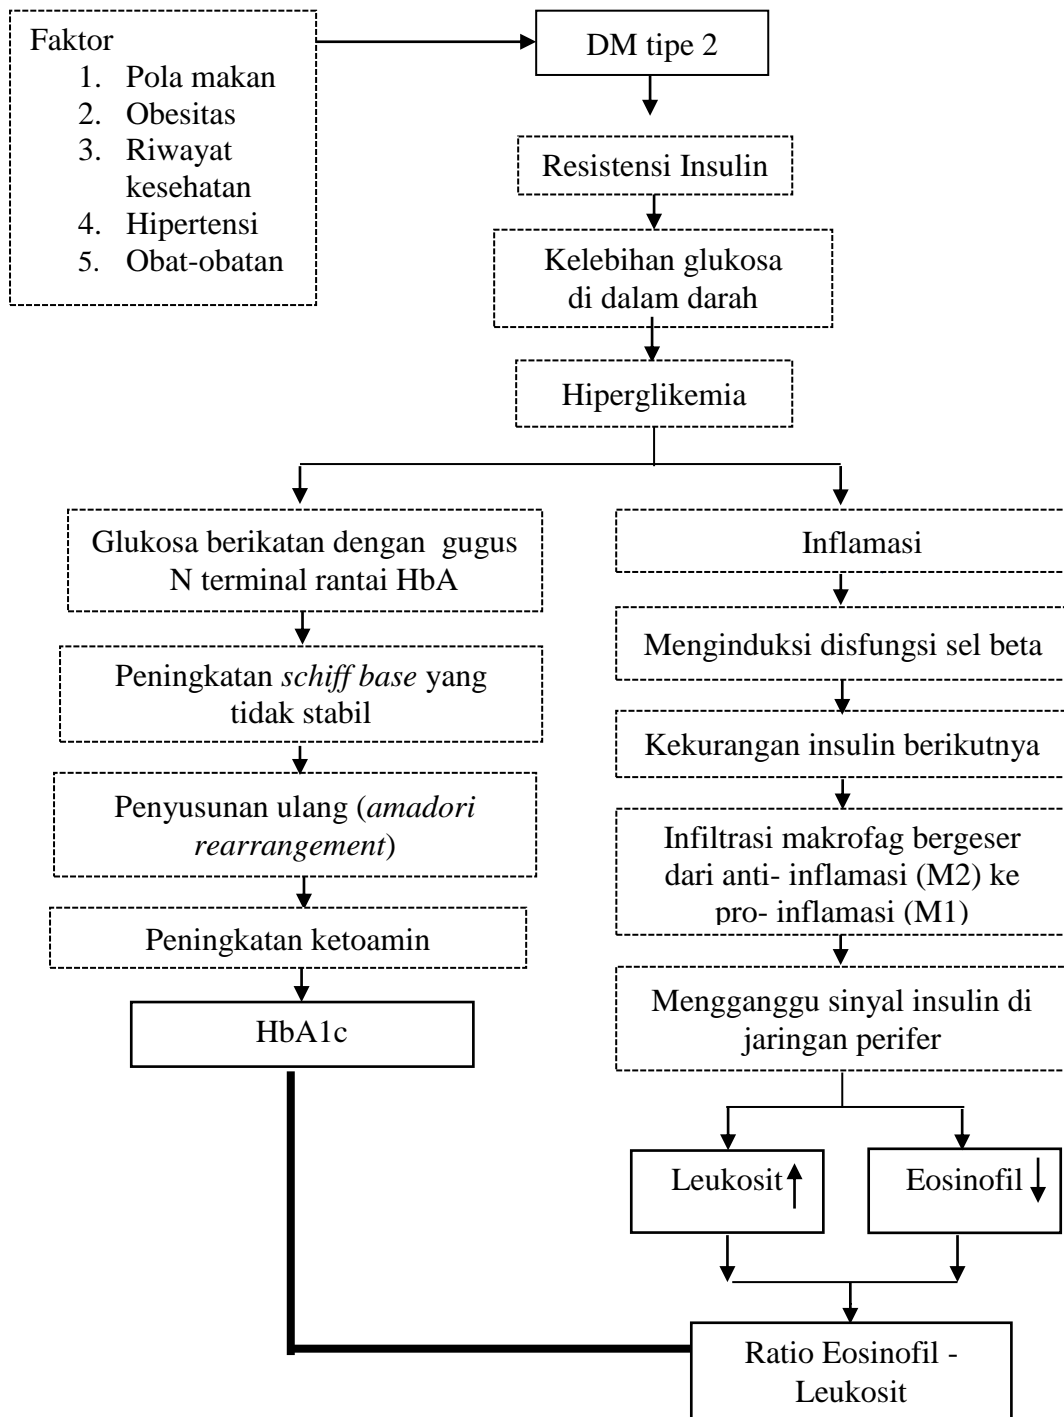 Faktor
1. Pola makan
2. Obesitas
3. Riwayat
kesehatan
4. Hipertensi
5. Obat-obatan
DM tipe 2
Resistensi Insulin
Kelebihan glukosa
di dalam darah
Hiperglikemia
Glukosa berikatan dengan gugus
N terminal rantai HbA
Peningkatan schiff base yang
tidak stabil
Penyusunan ulang (amadori
rearrangement)
Peningkatan ketoamin
HbA1c
Inflamasi
Menginduksi disfungsi sel beta
Kekurangan insulin berikutnya
Infiltrasi makrofag bergeser
dari anti- inflamasi (M2) ke
pro- inflamasi (M1)
Mengganggu sinyal insulin di
jaringan perifer
Leukosit
Eosinofil
Ratio Eosinofil -
Leukosit